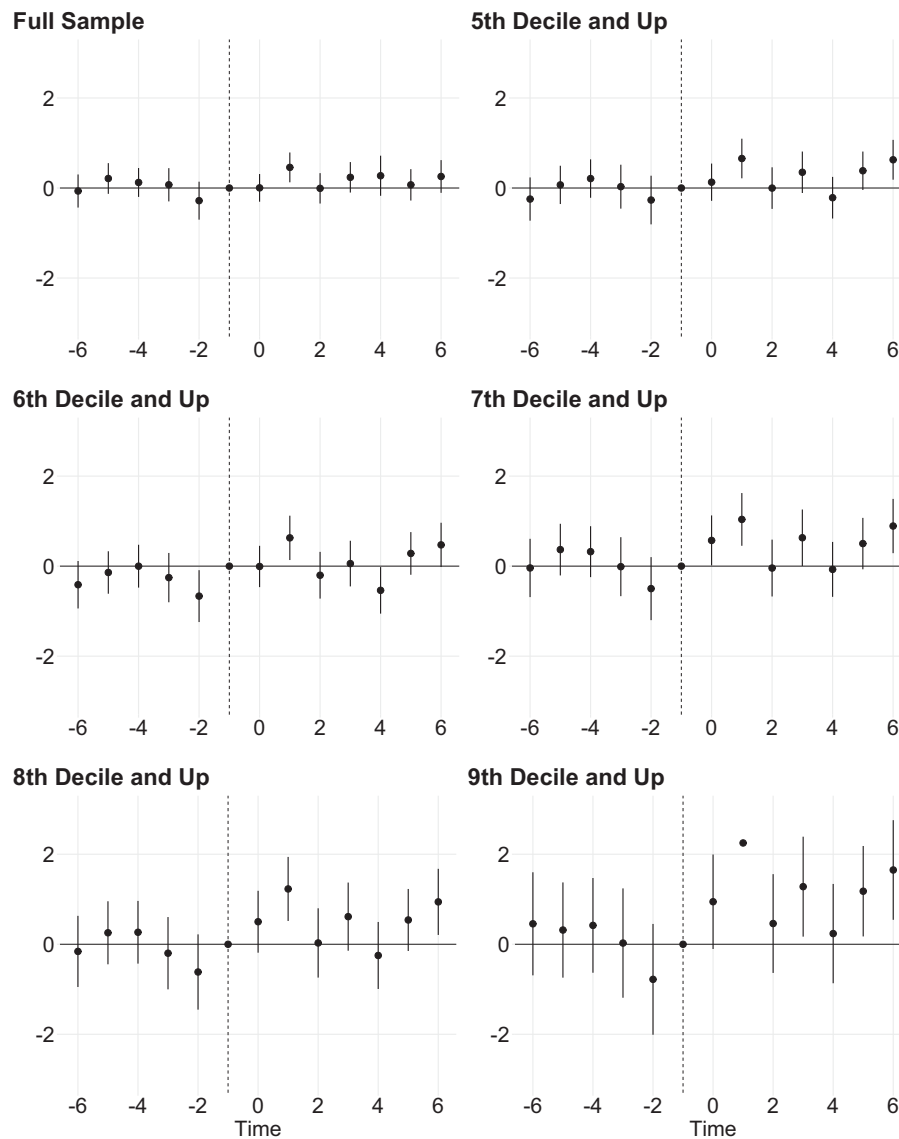 Full Sample
5th Decile and Up
2
0
-2
-6 -4 -2 0 2 4 6
2
0
-2
-6 -4 -2 0 2 4 6
6th Decile and Up
7th Decile and Up
2
0
-2
-6 -4 -2 0 2 4 6
2
0
-2
-6 -4 -2 0 2 4 6
8th Decile and Up
9th Decile and Up
2
0
-2
-6 -4 -2 0 2 4 6
Time
2
0
-2
-6 -4 -2 0 2 4 6
Time